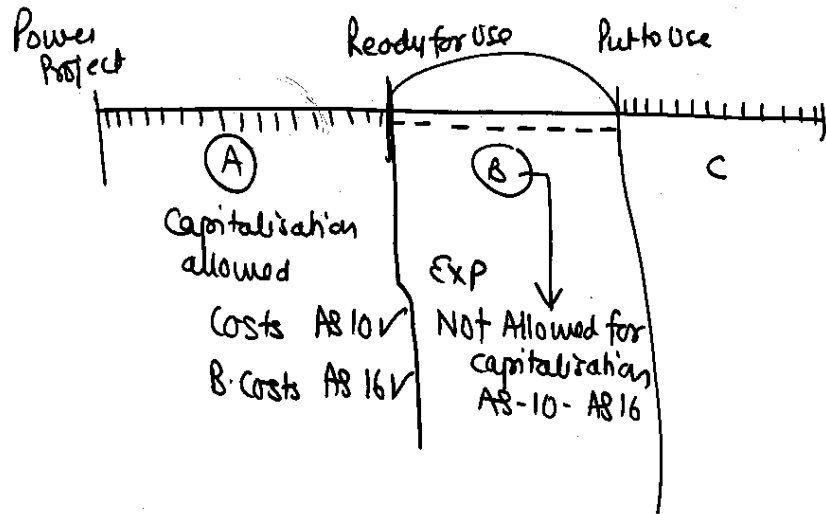 Power
Project
Ready for Use
Put to Use
A
B
C
Capitalisation
allowed
Costs AS 10 ✓
B. Costs AS 16 ✓
Exp
Not Allowed for
capitalisation
AS-10 - AS 16